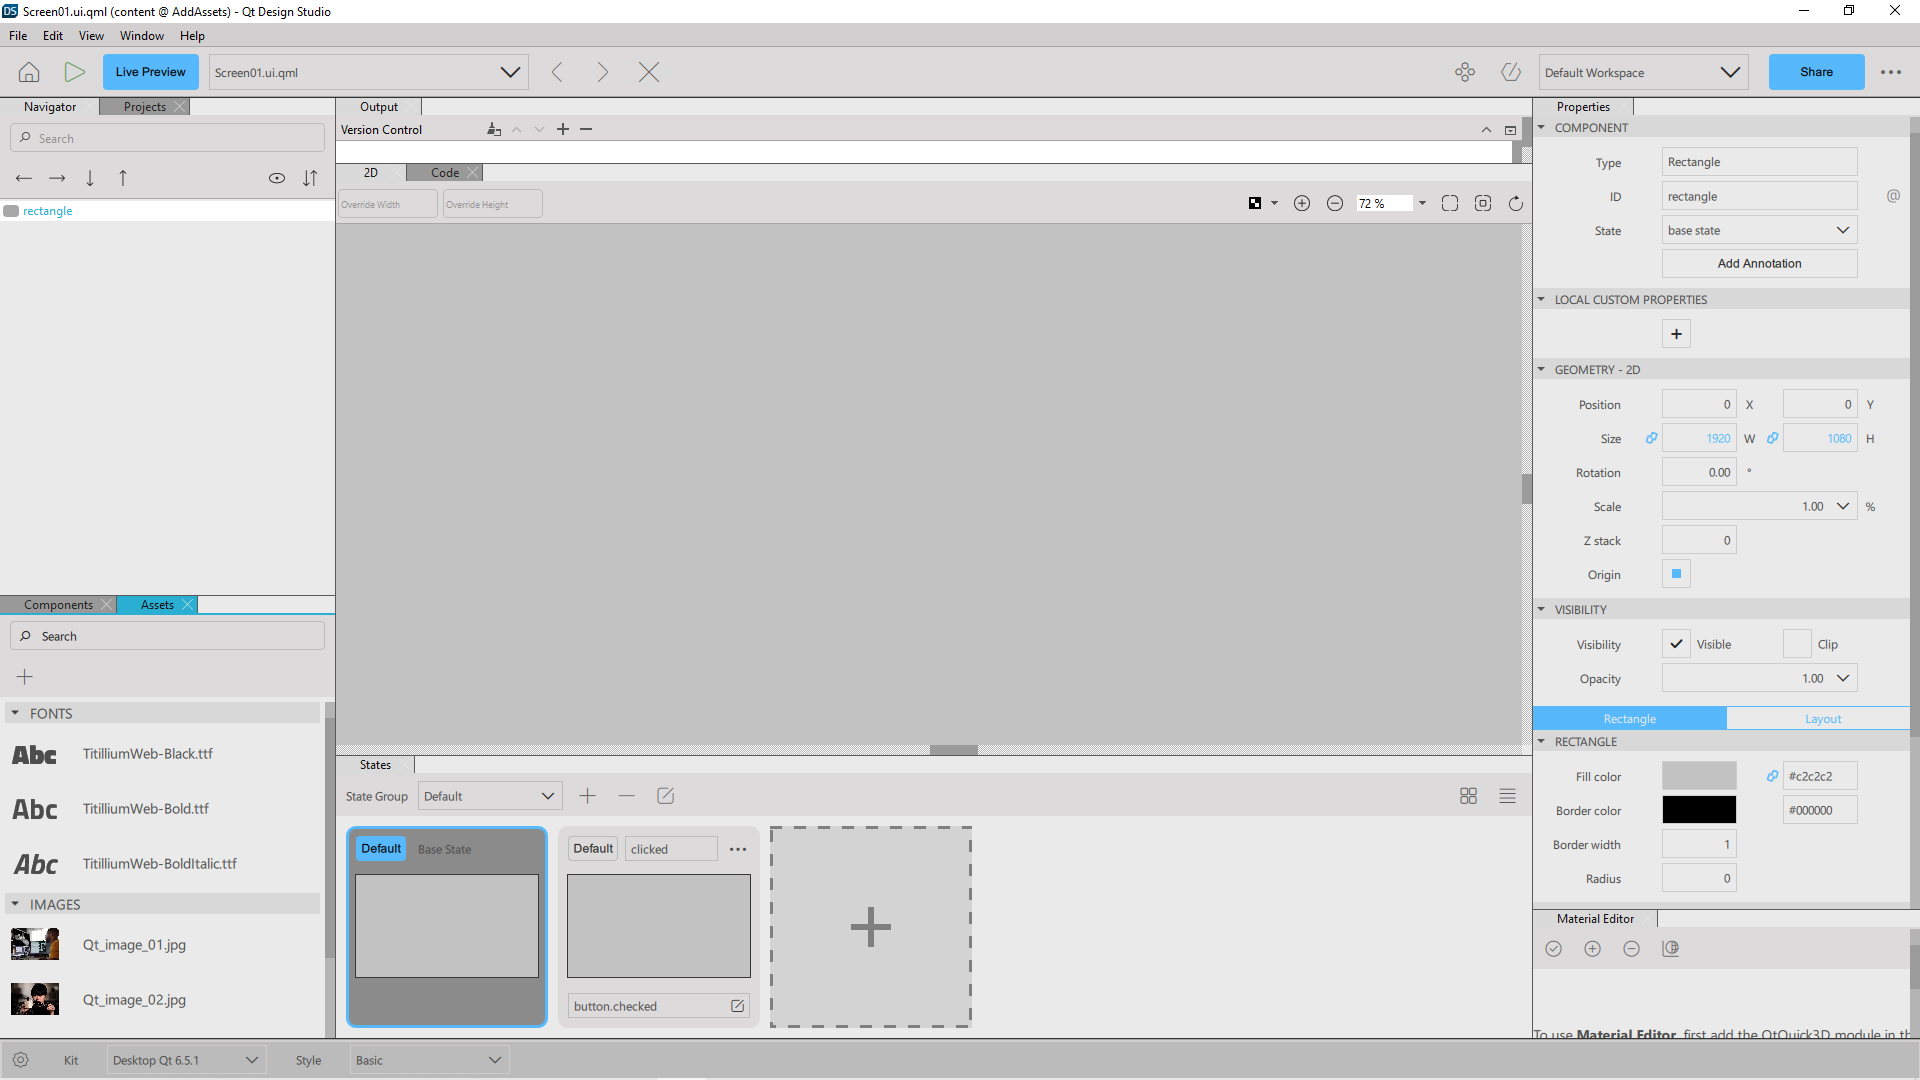 DS Screen01.ui.qml (content @ AddAssets) - Qt Design Studio
File Edit View Window Help
Live Preview Screen01.ui.qml Default Workspace Share
Navigator Projects
Search
rectangle
Components Assets
Search
FONTS
Abc TitilliumWeb-Black.ttf
Abc TitilliumWeb-Bold.ttf
Abc TitilliumWeb-BoldItalic.ttf
IMAGES
Qt_image_01.jpg
Qt_image_02.jpg
Output
Version Control
2D Code
Override Width Override Height 72 %
States
State Group Default
Default Base State
Default clicked
button.checked
Properties
COMPONENT
Type Rectangle
ID rectangle @
State base state
Add Annotation
LOCAL CUSTOM PROPERTIES
GEOMETRY - 2D
Position 0 X 0 Y
Size 1920 W 1080 H
Rotation 0.00 °
Scale 1.00 %
Z stack 0
Origin
VISIBILITY
Visibility Visible Clip
Opacity 1.00
Rectangle Layout
RECTANGLE
Fill color #c2c2c2
Border color #000000
Border width 1
Radius 0
Material Editor
To use Material Editor, first add the QtQuick3D module in th
Kit Desktop Qt 6.5.1 Style Basic